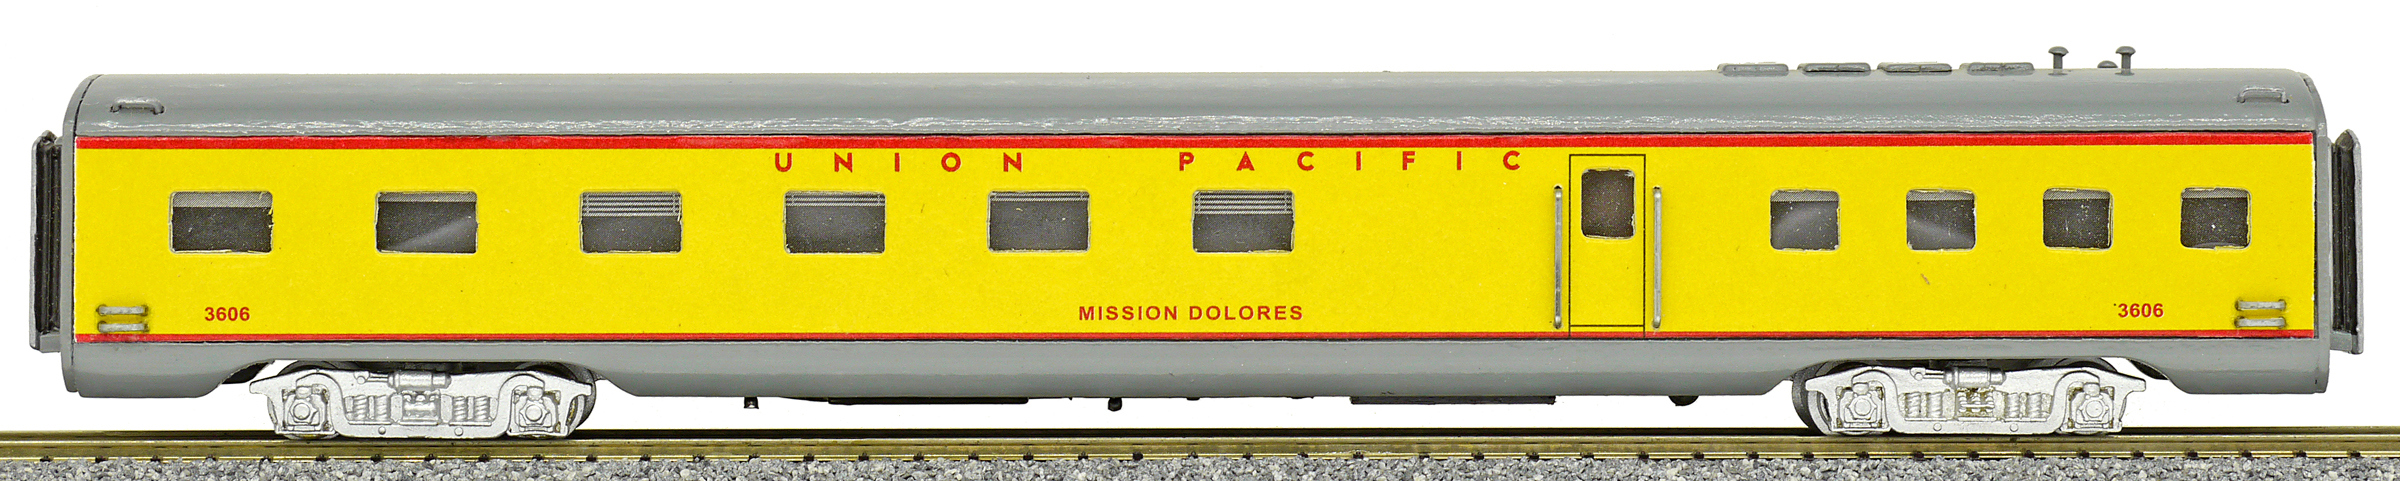 UNION PACIFIC
3606
MISSION DOLORES
3606